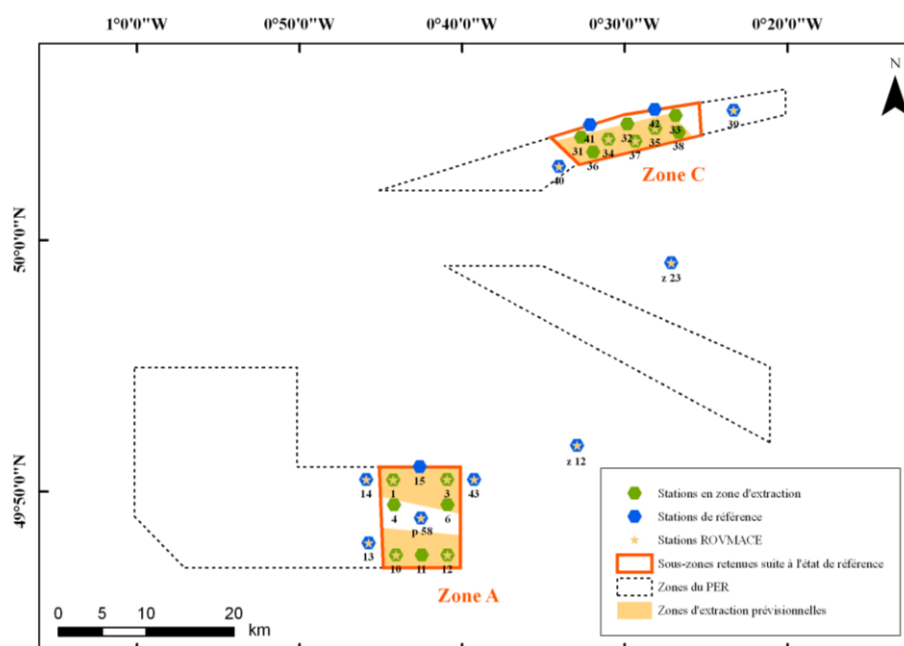 1°0'0"W 0°50'0"W 0°40'0"W 0°30'0"W 0°20'0"W
N
50°0'0"N
49°50'0"N
41 42 39
31 32 33
34 35
36 37 38
40
Zone C
z 23
z 12
14 1 15 3 43
4 p 58 6
13
10 11 12
Zone A
0 5 10 20
km
Stations en zone d'extraction
Stations de référence
Stations ROVMACE
Sous-zones retenues suite à l'état de référence
Zones du PER
Zones d'extraction prévisionnelles